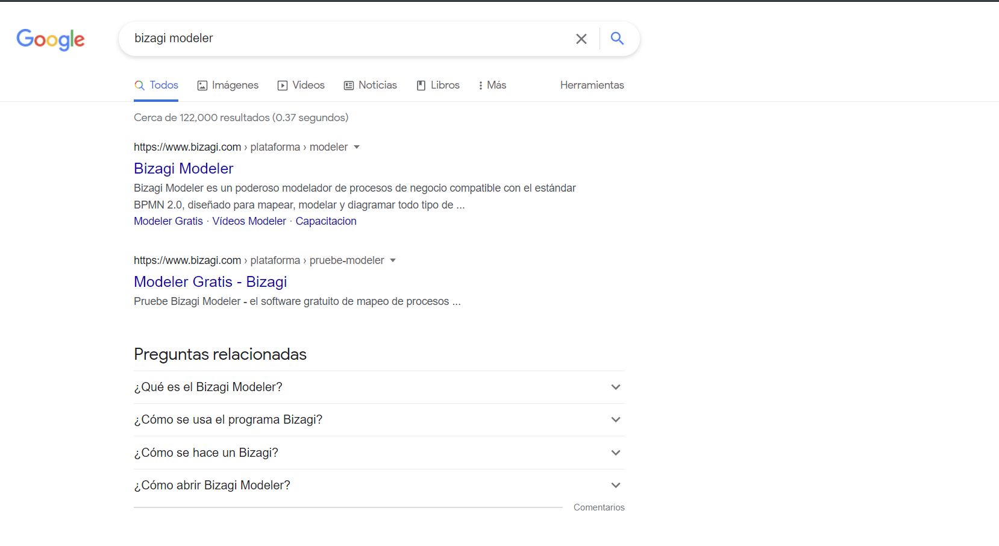 Google
bizagi modeler
Todos Imágenes Videos Noticias Libros Más Herramientas
Cerca de 122,000 resultados (0.37 segundos)
https://www.bizagi.com › plataforma › modeler
Bizagi Modeler
Bizagi Modeler es un poderoso modelador de procesos de negocio compatible con el estándar
BPMN 2.0, diseñado para mapear, modelar y diagramar todo tipo de ...
Modeler Gratis · Vídeos Modeler · Capacitacion
https://www.bizagi.com › plataforma › pruebe-modeler
Modeler Gratis - Bizagi
Pruebe Bizagi Modeler - el software gratuito de mapeo de procesos ...
Preguntas relacionadas
¿Qué es el Bizagi Modeler?
¿Cómo se usa el programa Bizagi?
¿Cómo se hace un Bizagi?
¿Cómo abrir Bizagi Modeler?
Comentarios